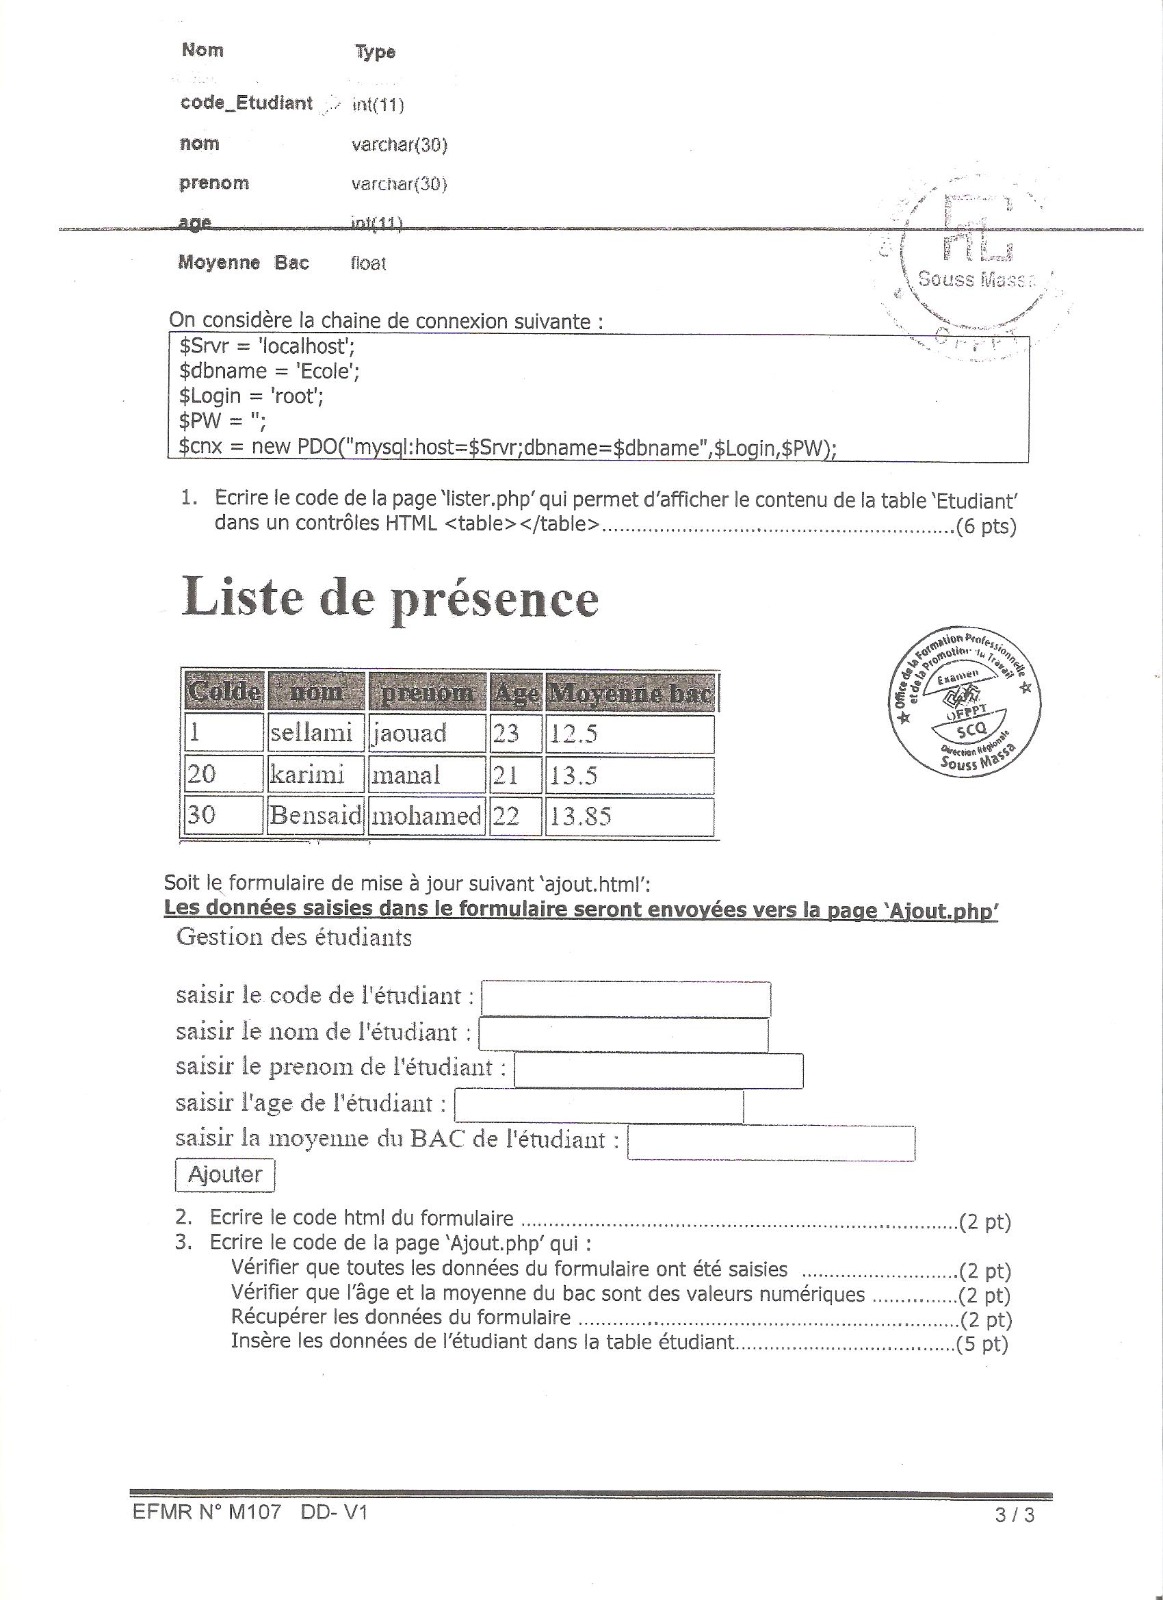 Nom Type
code_Etudiant int(11)
nom varchar(30)
prenom varchar(30)
age int(11)
Moyenne Bac float
Souss Massa
OFPPT
On considère la chaine de connexion suivante :
$Srvr = 'localhost';
$dbname = 'Ecole';
$Login = 'root';
$PW = '';
$cnx = new PDO("mysql:host=$Srvr;dbname=$dbname",$Login,$PW);
1. Ecrire le code de la page 'lister.php' qui permet d'afficher le contenu de la table 'Etudiant'
dans un contrôles HTML <table></table>......................................................(6 pts)
Liste de présence
Colde nom prenom Age Moyenne bac
1 sellami jaouad 23 12.5
20 karimi manal 21 13.5
30 Bensaid mohamed 22 13.85
Office de la Formation Professionnelle
et de la Promotion du Travail
Examen
OFPPT
SCQ
Direction Régionale
Souss Massa
Soit le formulaire de mise à jour suivant 'ajout.html':
Les données saisies dans le formulaire seront envoyées vers la page 'Ajout.php'
Gestion des étudiants
saisir le code de l'étudiant :
saisir le nom de l'étudiant :
saisir le prenom de l'étudiant :
saisir l'age de l'étudiant :
saisir la moyenne du BAC de l'étudiant :
Ajouter
2. Ecrire le code html du formulaire ......................................................................(2 pt)
3. Ecrire le code de la page 'Ajout.php' qui :
Vérifier que toutes les données du formulaire ont été saisies .........................(2 pt)
Vérifier que l'âge et la moyenne du bac sont des valeurs numériques ..............(2 pt)
Récupérer les données du formulaire .............................................................(2 pt)
Insère les données de l'étudiant dans la table étudiant...................................(5 pt)
EFMR N° M107 DD- V1 3 / 3